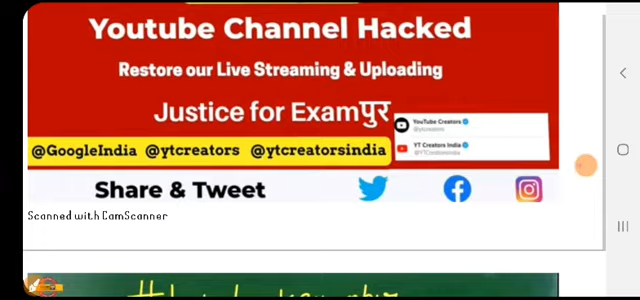 Youtube Channel Hacked
Restore our Live Streaming & Uploading
Justice for Examपुर
YouTube Creators
@ytcreators
YT Creators India
@YTCreatorsIndia
@GoogleIndia @ytcreators @ytcreatorsindia
Share & Tweet
Scanned with CamScanner